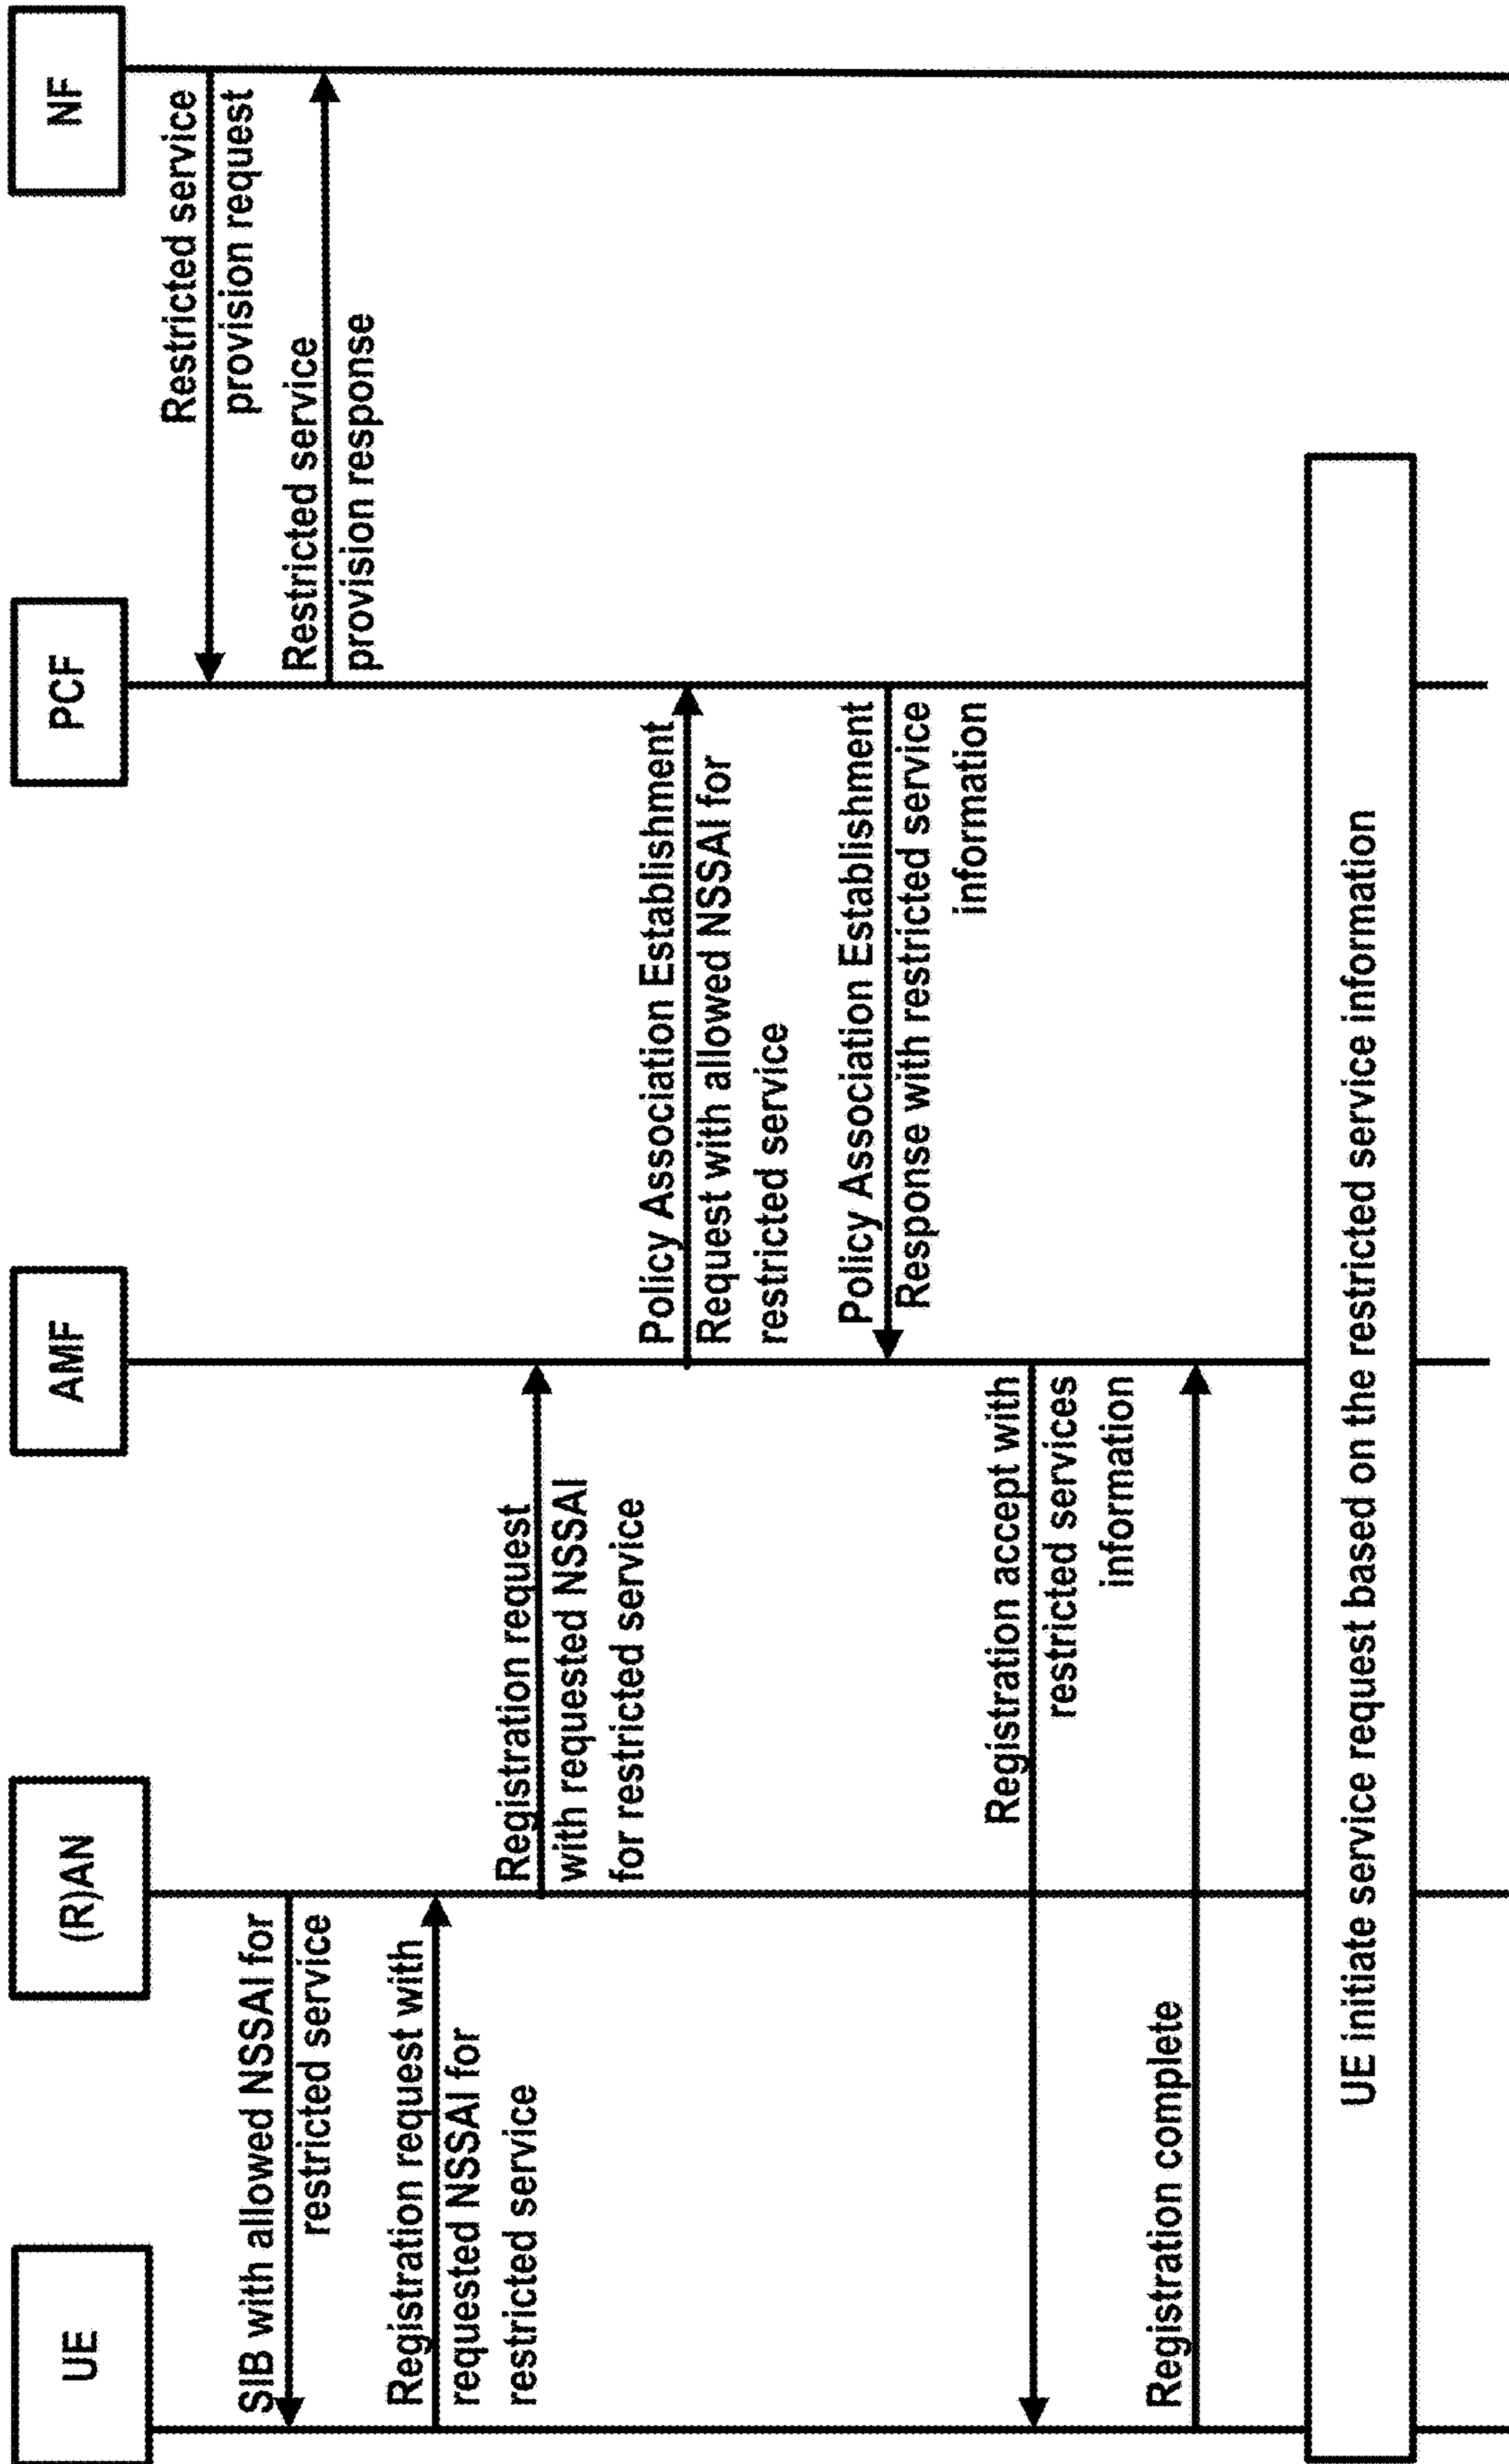 UE
(R)AN
AMF
PCF
NF
Restricted service
provision request
SIB with allowed NSSAI for
restricted service
Restricted service
provision response
Registration request with
requested NSSAI for
restricted service
Registration request
with requested NSSAI
for restricted service
Policy Association Establishment
Request with allowed NSSAI for
restricted service
Policy Association Establishment
Response with restricted service
information
Registration accept with
restricted services
information
Registration complete
UE initiate service request based on the restricted service information